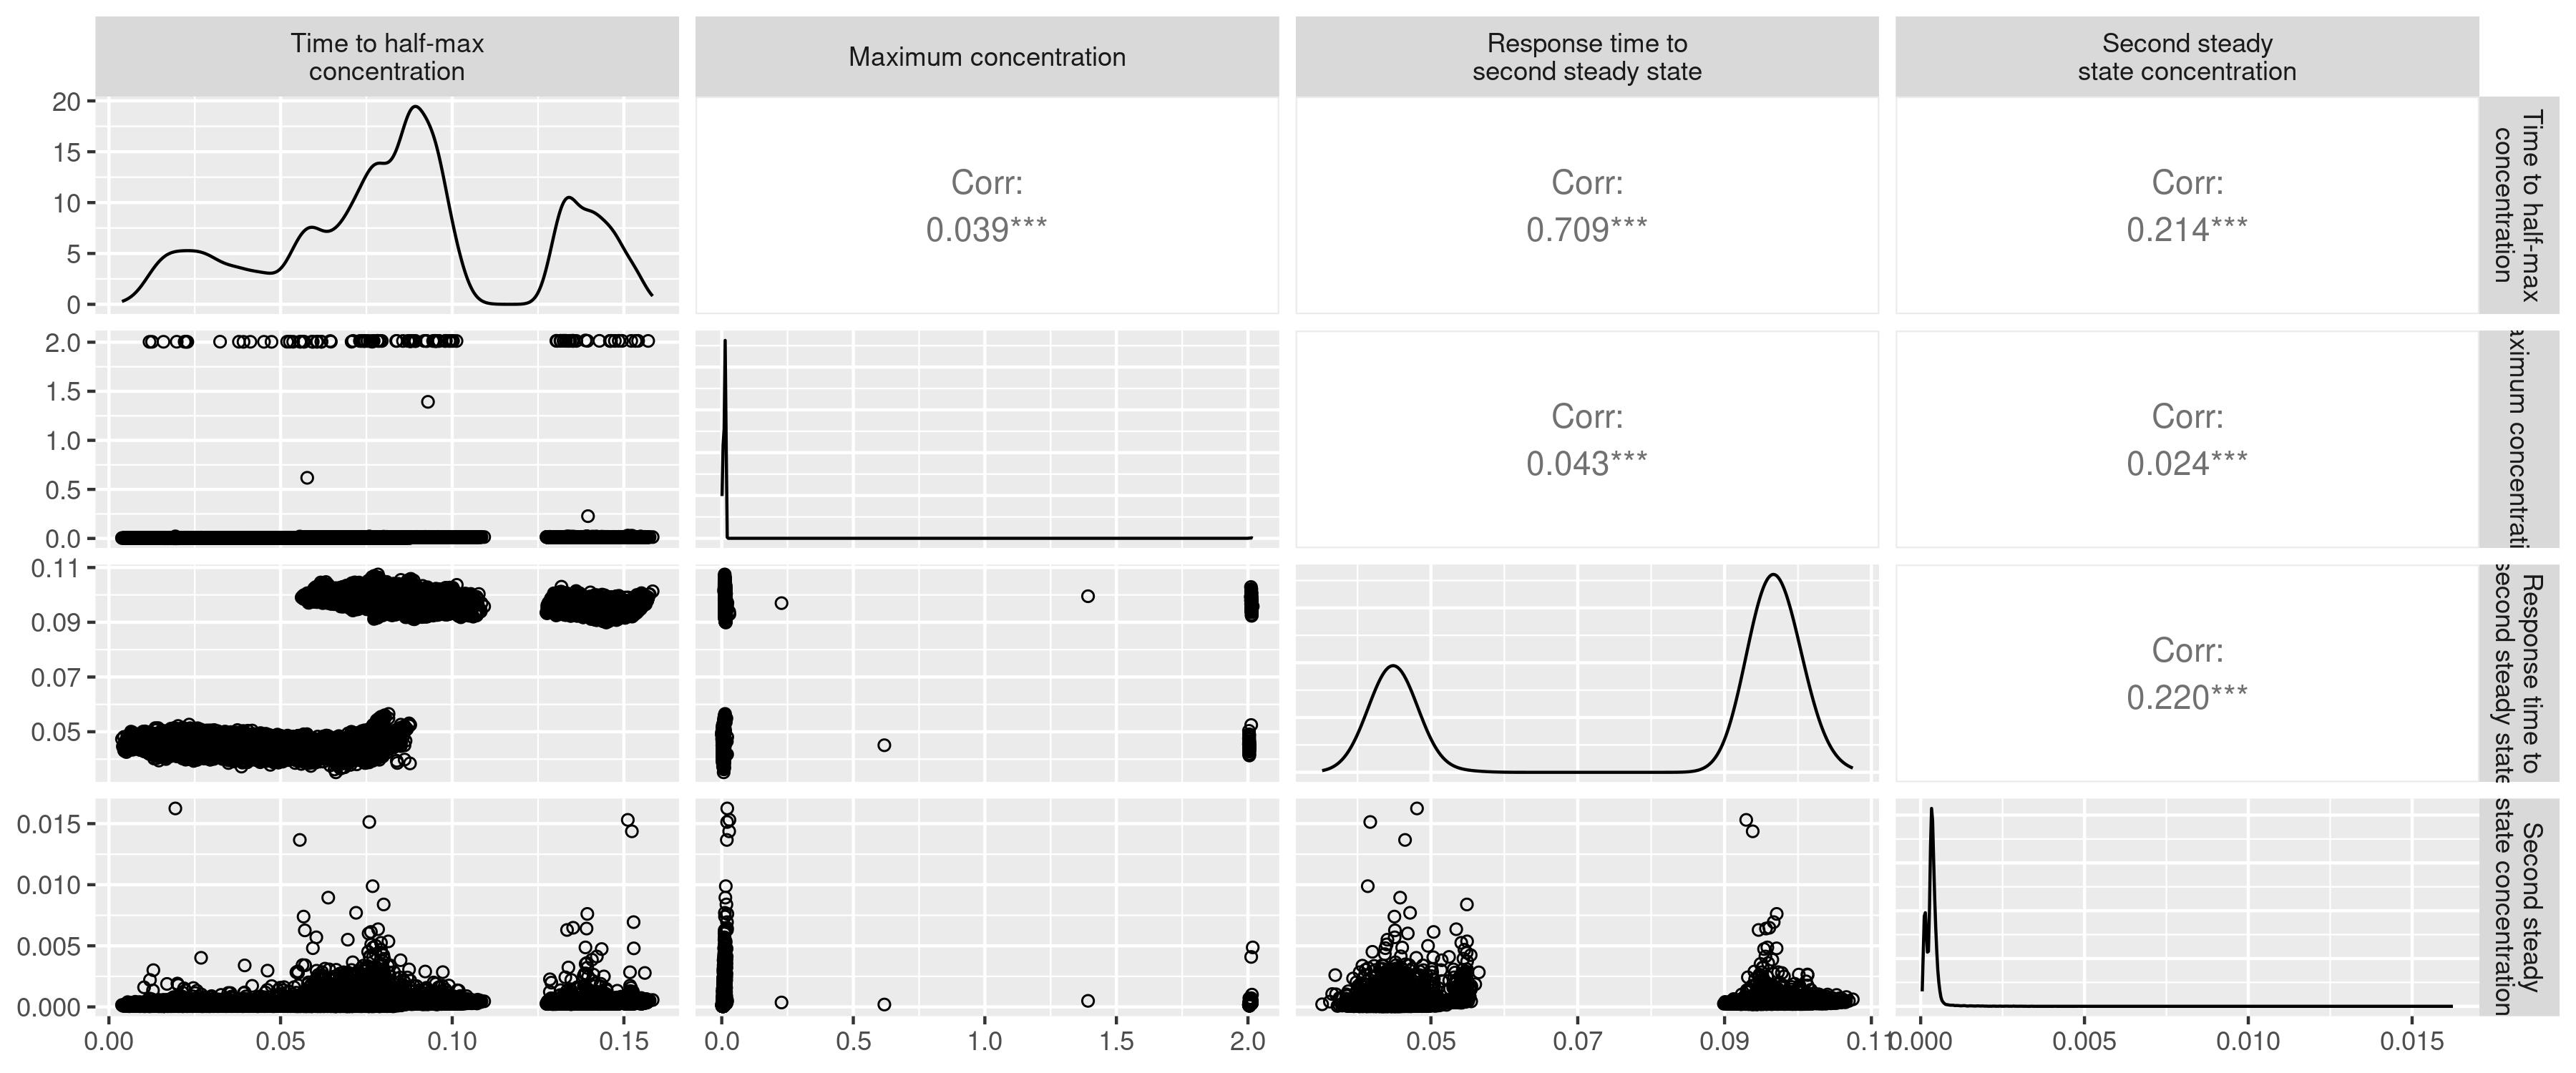 Time to half-max
concentration
Maximum concentration
Response time to
second steady state
Second steady
state concentration
20
15
10
5
0
Corr:
0.039***
Corr:
0.709***
Corr:
0.214***
Time to half-max
concentration
2.0
1.5
1.0
0.5
0.0
Corr:
0.043***
Corr:
0.024***
aximum concentrati
0.11
0.09
0.07
0.05
Corr:
0.220***
Response time to
second steady state
0.015
0.010
0.005
0.000
Second steady
state concentration
0.00 0.05 0.10 0.15
0.0 0.5 1.0 1.5 2.0
0.05 0.07 0.09 0.11
0.000 0.005 0.010 0.015